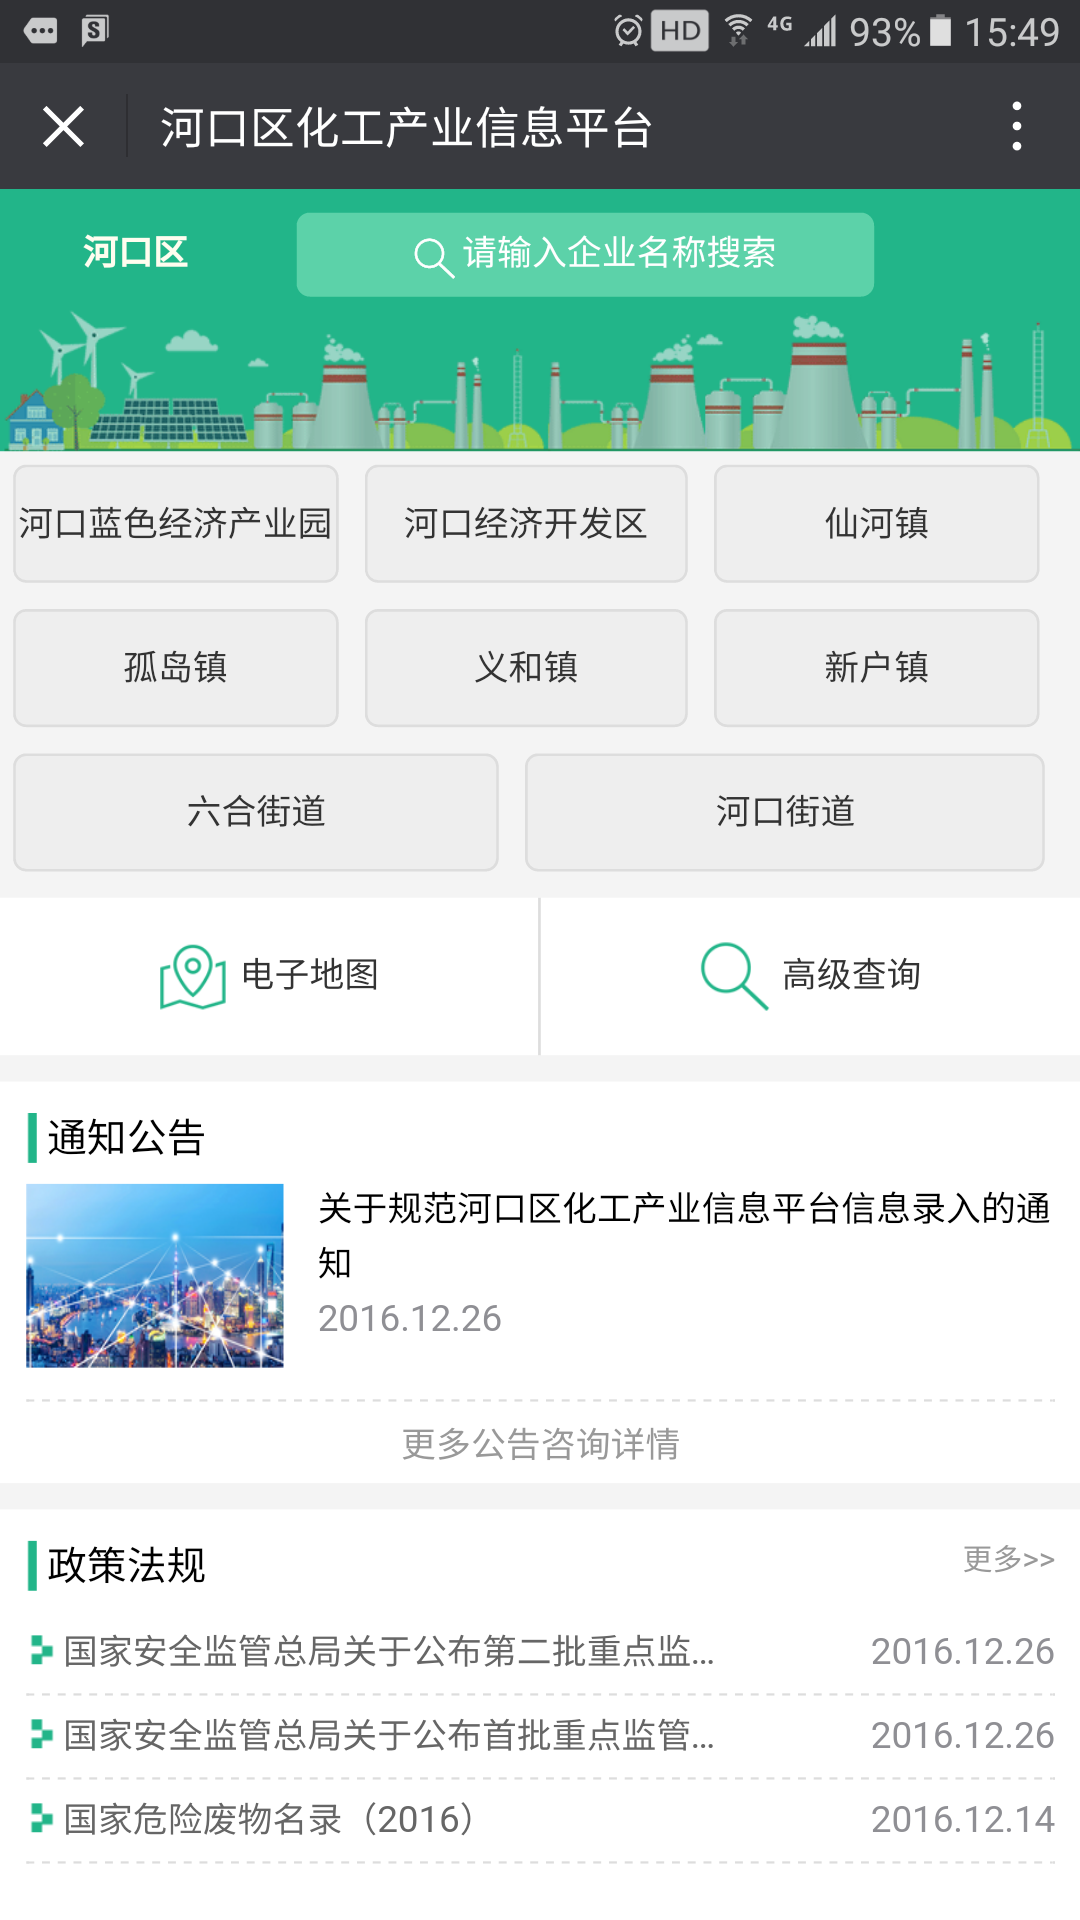 S HD 4G 93% 15:49
河口区化工产业信息平台
河口区 请输入企业名称搜索
河口蓝色经济产业园 河口经济开发区 仙河镇
孤岛镇 义和镇 新户镇
六合街道 河口街道
电子地图 高级查询
通知公告
关于规范河口区化工产业信息平台信息录入的通
知
2016.12.26
更多公告咨询详情
政策法规 更多>>
国家安全监管总局关于公布第二批重点监... 2016.12.26
国家安全监管总局关于公布首批重点监管... 2016.12.26
国家危险废物名录（2016） 2016.12.14